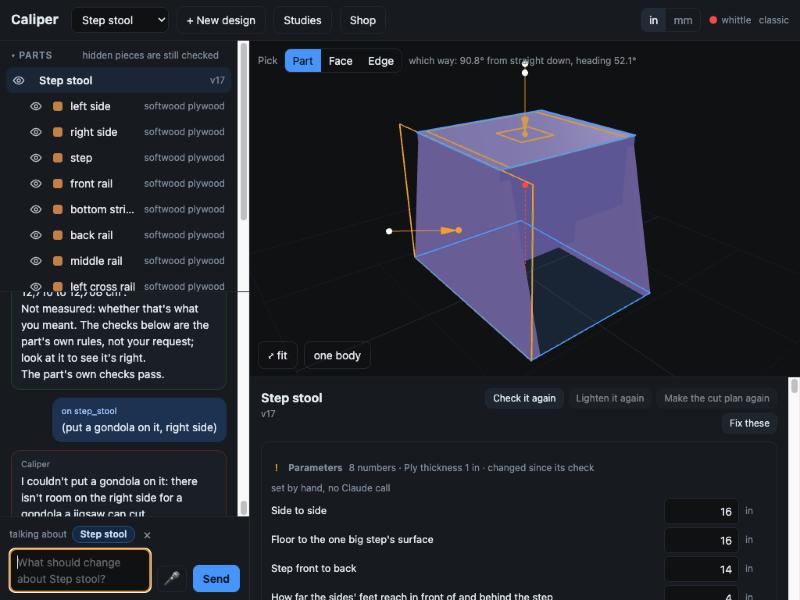 Caliper
Step stool
+ New design
Studies
Shop
in
mm
whittle
classic
PARTS
hidden pieces are still checked
Step stool
v17
left side
softwood plywood
right side
softwood plywood
step
softwood plywood
front rail
softwood plywood
bottom stri...
softwood plywood
back rail
softwood plywood
middle rail
softwood plywood
left cross rail
softwood plywood
Not measured: whether that's what
you meant. The checks below are the
part's own rules, not your request;
look at it to see it's right.
The part's own checks pass.
on step_stool
(put a gondola on it, right side)
Caliper
I couldn't put a gondola on it: there
isn't room on the right side for a
gondola a jigsaw can cut
talking about
Step stool
×
What should change
about Step stool?
Send
Pick
Part
Face
Edge
which way: 90.8° from straight down, heading 52.1°
fit
one body
Step stool
v17
Check it again
Lighten it again
Make the cut plan again
Fix these
! Parameters 8 numbers · Ply thickness 1 in · changed since its check
set by hand, no Claude call
Side to side
16 in
Floor to the one big step's surface
16 in
Step front to back
14 in
How far the sides' feet reach in front of and behind the step
4 in